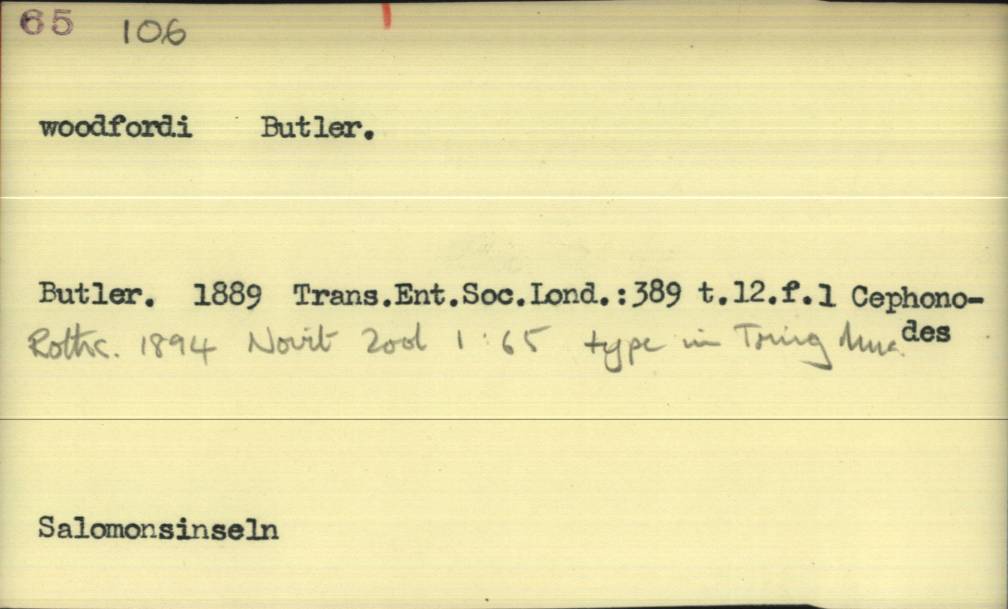 65 106
woodfordi Butler.
Butler. 1889 Trans.Ent.Soc.Lond.:389 t.12.f.1 Cephono-
des
Roths. 1894 Novit Zool 1:65 type in Tring Mus.
Salomonsinseln